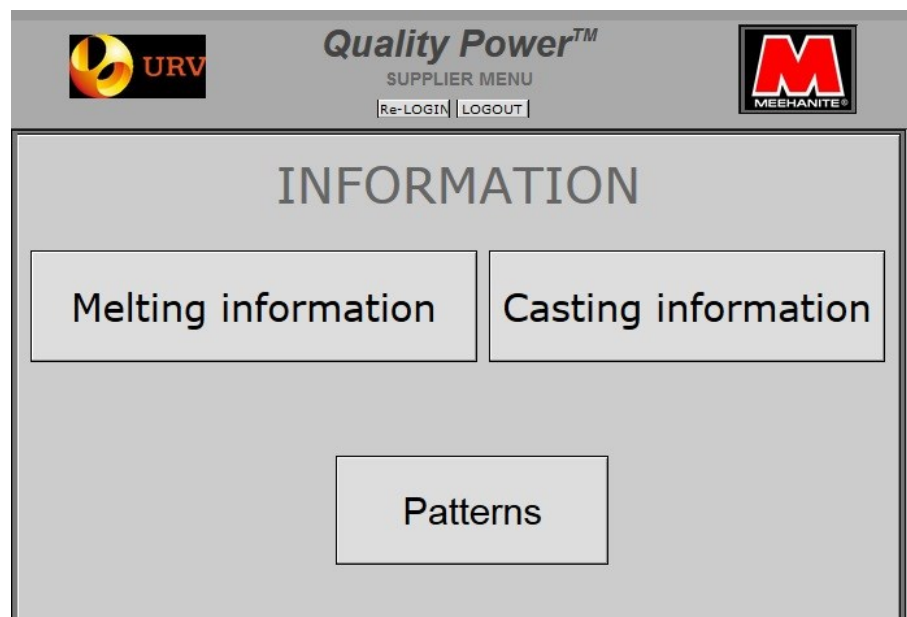 URV
Quality Power™
SUPPLIER MENU
Re-LOGIN LOGOUT
MEEHANITE®
INFORMATION
Melting information
Casting information
Patterns